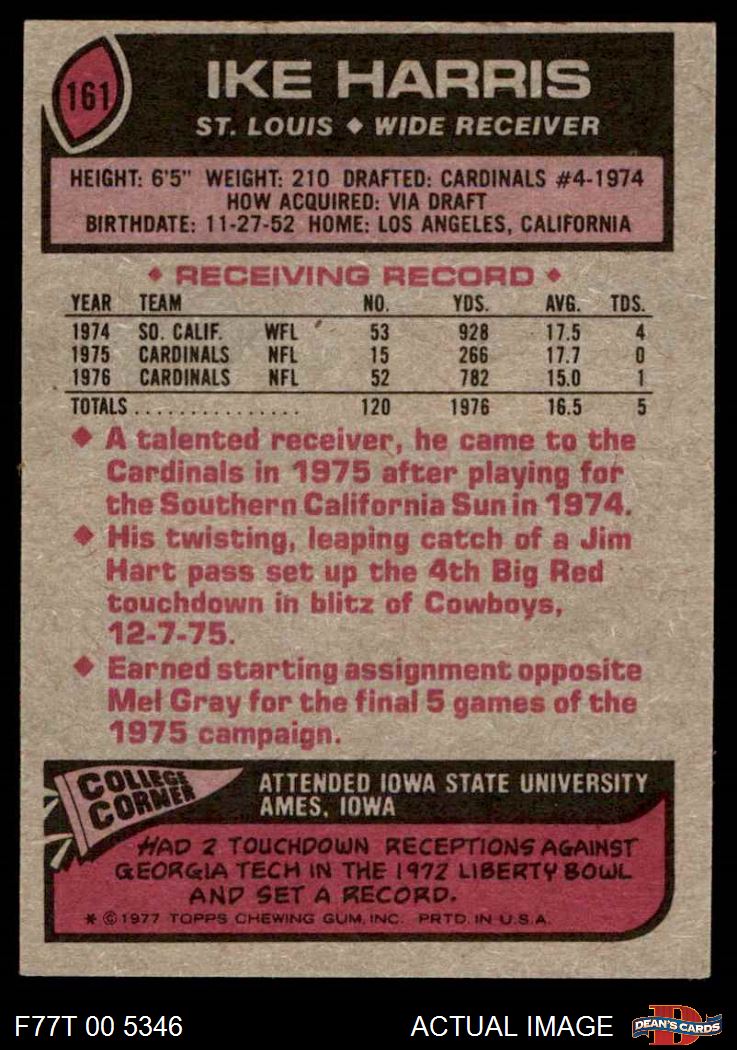 161
IKE HARRIS
ST. LOUIS ◆ WIDE RECEIVER
HEIGHT: 6'5" WEIGHT: 210 DRAFTED: CARDINALS #4-1974
HOW ACQUIRED: VIA DRAFT
BIRTHDATE: 11-27-52 HOME: LOS ANGELES, CALIFORNIA
◆ RECEIVING RECORD ◆
YEAR TEAM NO. YDS. AVG. TDS.
1974 SO. CALIF. WFL 53 928 17.5 4
1975 CARDINALS NFL 15 266 17.7 0
1976 CARDINALS NFL 52 782 15.0 1
TOTALS................ 120 1976 16.5 5
◆ A talented receiver, he came to the
Cardinals in 1975 after playing for
the Southern California Sun in 1974.
◆ His twisting, leaping catch of a Jim
Hart pass set up the 4th Big Red
touchdown in blitz of Cowboys,
12-7-75.
◆ Earned starting assignment opposite
Mel Gray for the final 5 games of the
1975 campaign.
COLLEGE
CORNER
ATTENDED IOWA STATE UNIVERSITY
AMES, IOWA
HAD 2 TOUCHDOWN RECEPTIONS AGAINST
GEORGIA TECH IN THE 1972 LIBERTY BOWL
AND SET A RECORD.
* © 1977 TOPPS CHEWING GUM, INC. PRTD. IN U.S.A.
F77T 00 5346
ACTUAL IMAGE
D
DEAN'S CARDS